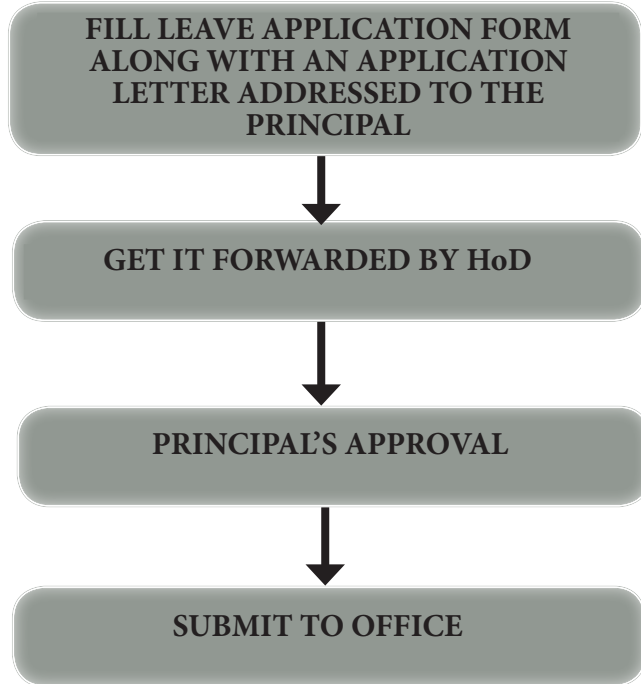 FILL LEAVE APPLICATION FORM
ALONG WITH AN APPLICATION
LETTER ADDRESSED TO THE
PRINCIPAL
GET IT FORWARDED BY HoD
PRINCIPAL’S APPROVAL
SUBMIT TO OFFICE